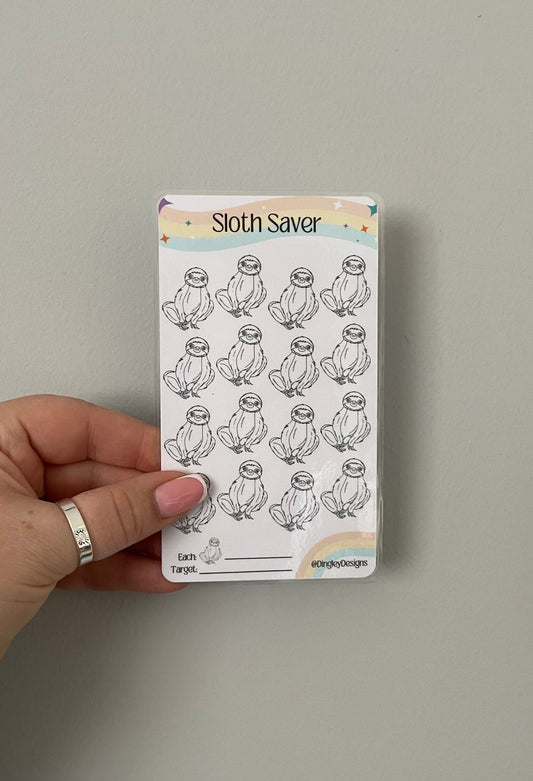 Sloth Saver
Each:
Target:
@DingleyDesigns